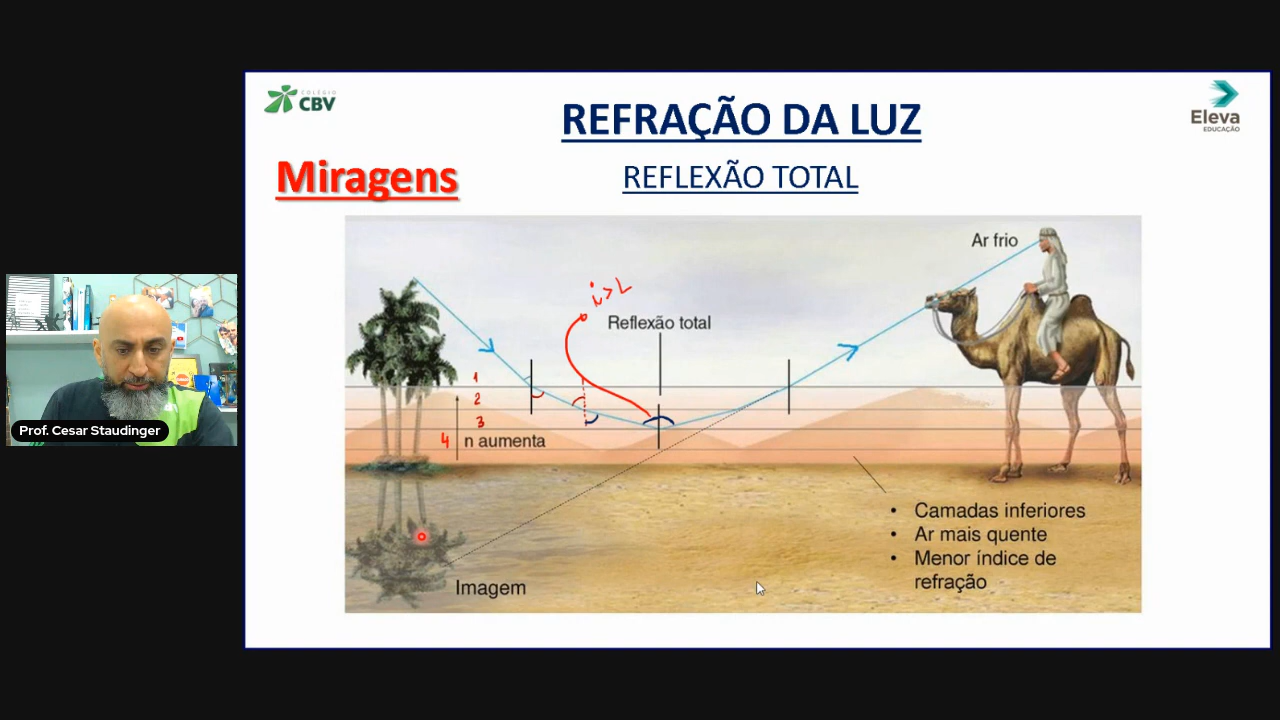 COLÉGIO
CBV
REFRAÇÃO DA LUZ
Eleva
EDUCAÇÃO
Miragens
REFLEXÃO TOTAL
Ar frio
i > L
Reflexão total
1
2
3
4 n aumenta
• Camadas inferiores
• Ar mais quente
• Menor índice de
refração
Imagem
Prof. Cesar Staudinger